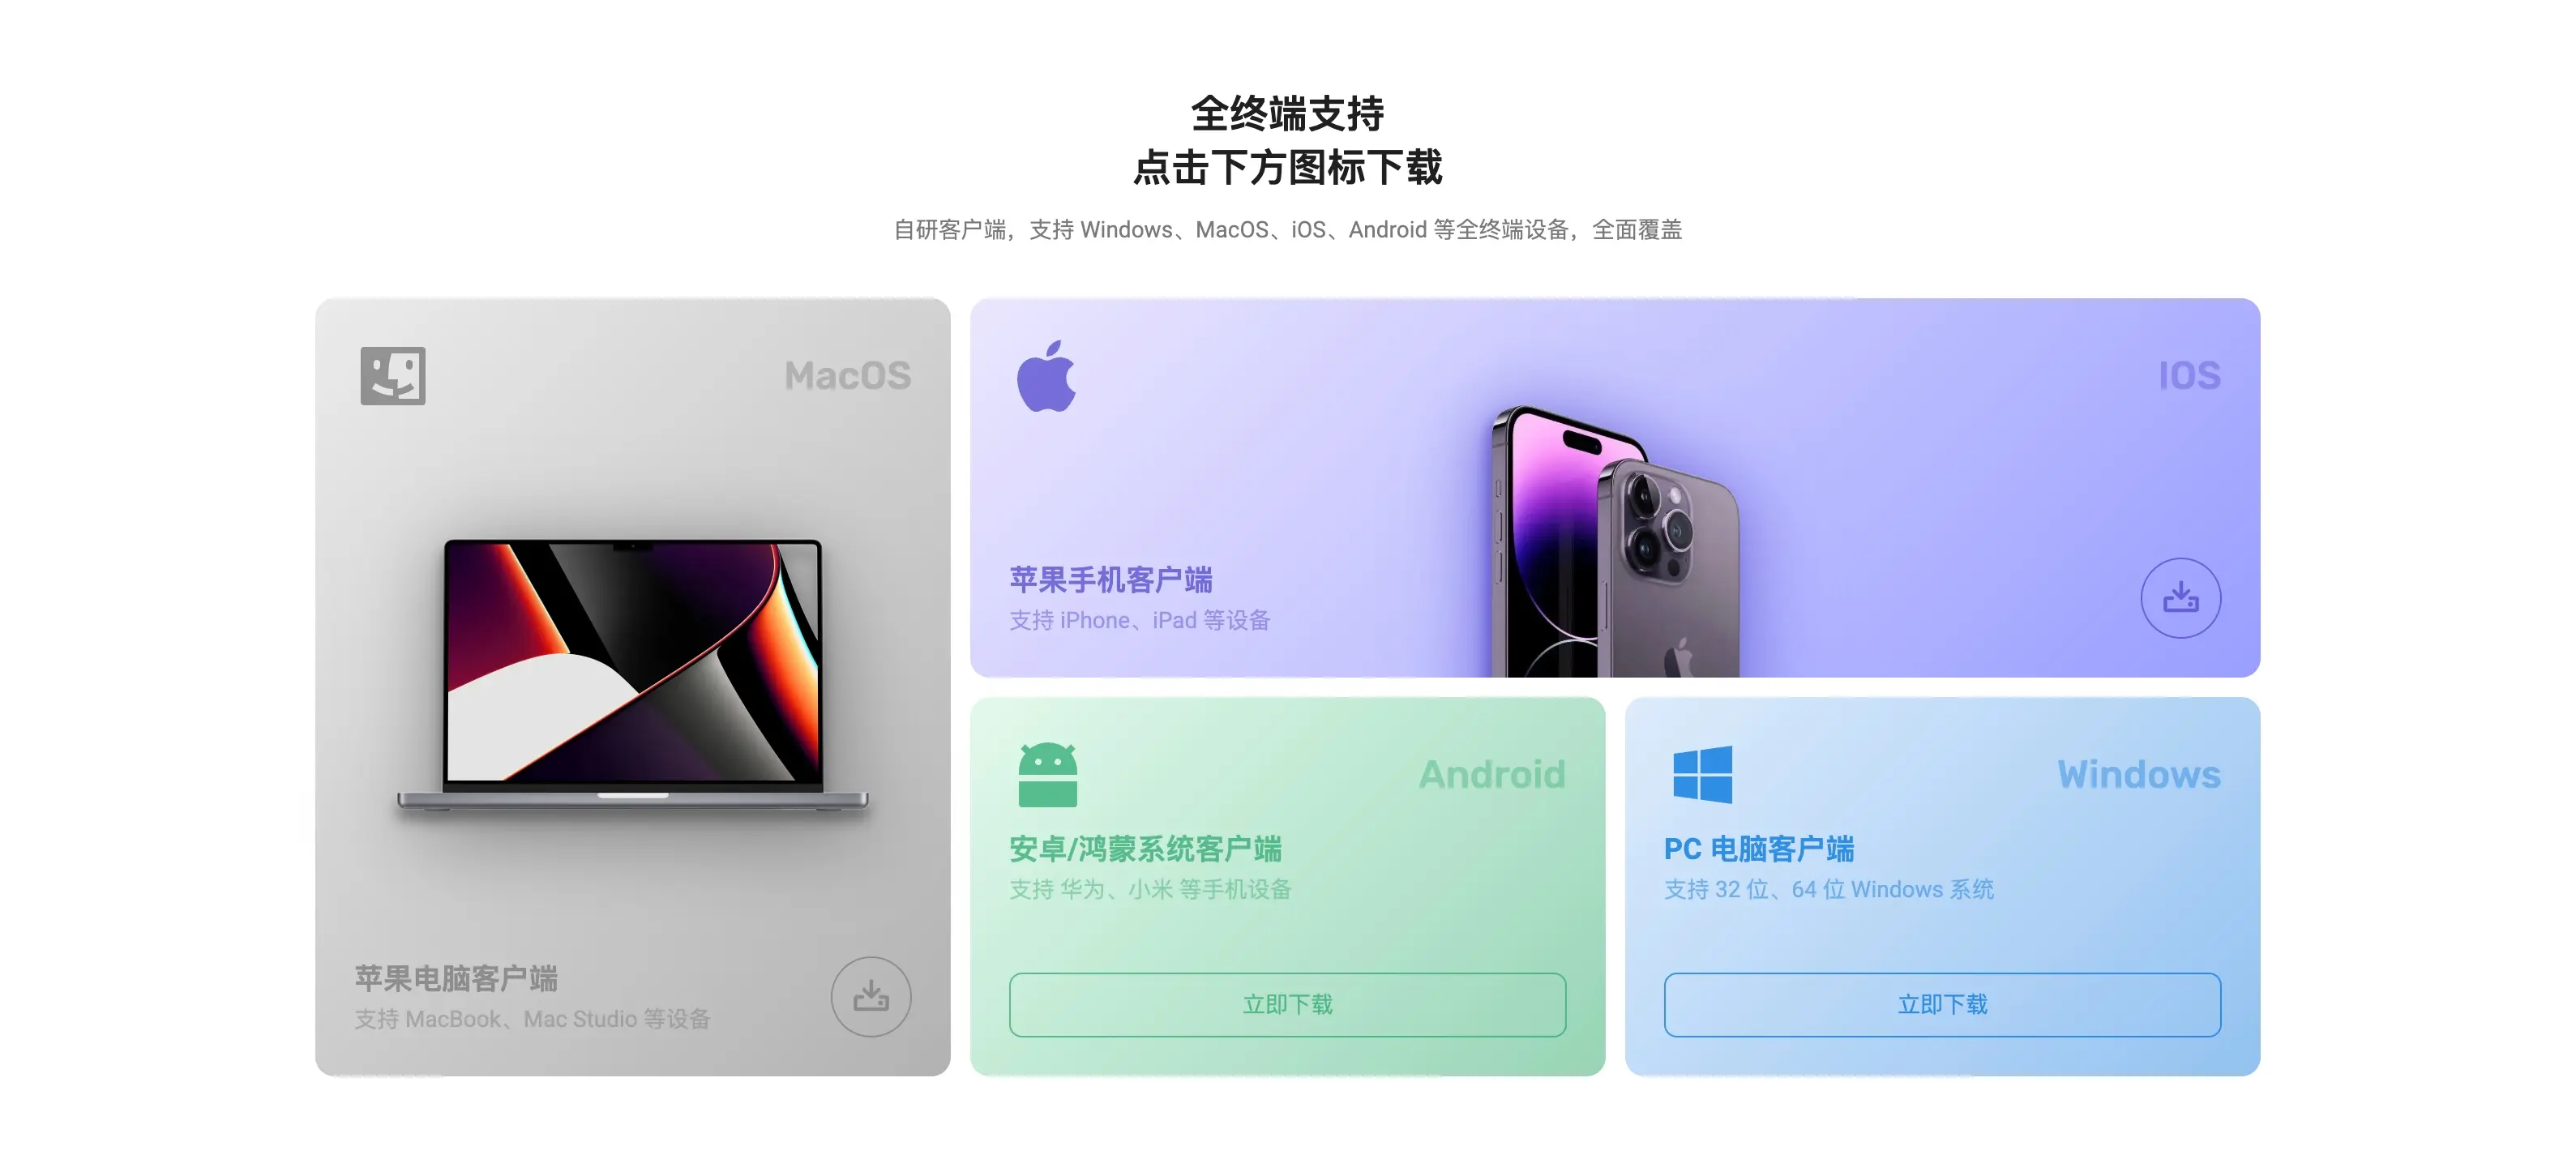 全终端支持
点击下方图标下载
自研客户端，支持 Windows、MacOS、iOS、Android 等全终端设备，全面覆盖
MacOS
苹果电脑客户端
支持 MacBook、Mac Studio 等设备
IOS
苹果手机客户端
支持 iPhone、iPad 等设备
Android
安卓/鸿蒙系统客户端
支持 华为、小米 等手机设备
立即下载
Windows
PC 电脑客户端
支持 32 位、64 位 Windows 系统
立即下载